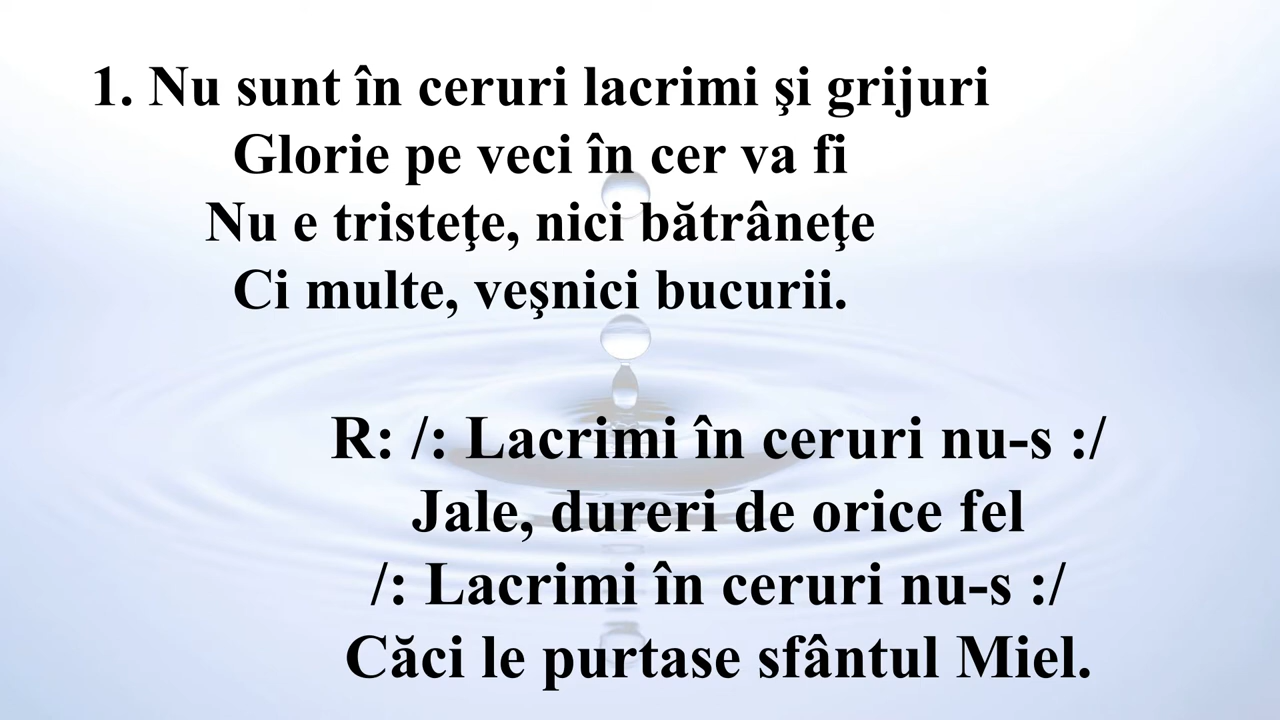 1. Nu sunt în ceruri lacrimi şi grijuri
Glorie pe veci în cer va fi
Nu e tristeţe, nici bătrâneţe
Ci multe, veşnici bucurii.
R: /: Lacrimi în ceruri nu-s :/
Jale, dureri de orice fel
/: Lacrimi în ceruri nu-s :/
Căci le purtase sfântul Miel.